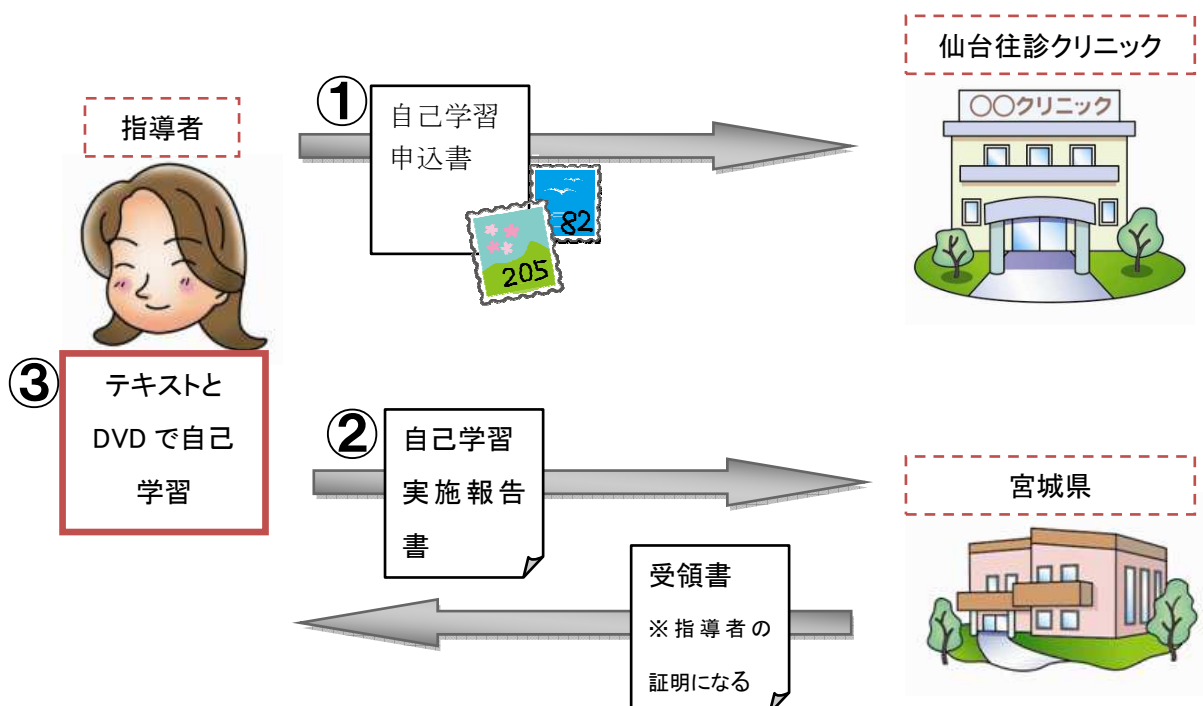 仙台往診クリニック
○○クリニック
指導者
①
自己学習
申込書
82
205
③
テキストと
DVD で自己
学習
②
自己学習
実施報告
書
宮城県
受領書
※指導者の
証明になる